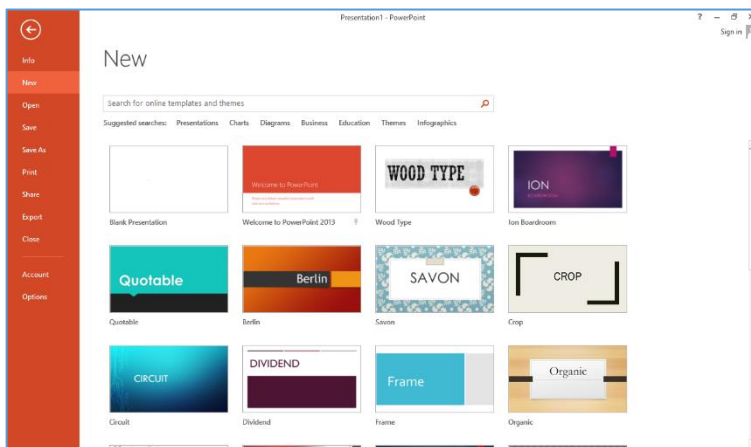 Presentation1 - PowerPoint
?
Sign in
Info
New
Open
Save
Save As
Print
Share
Export
Close
Account
Options
New
Search for online templates and themes
Suggested searches: Presentations Charts Diagrams Business Education Themes Infographics
Welcome to PowerPoint
WOOD TYPE
ION
Blank Presentation
Welcome to PowerPoint 2013
Wood Type
Ion Boardroom
Quotable
Berlin
SAVON
CROP
Quotable
Berlin
Savon
Crop
CIRCUIT
DIVIDEND
Frame
Organic
Circuit
Dividend
Frame
Organic